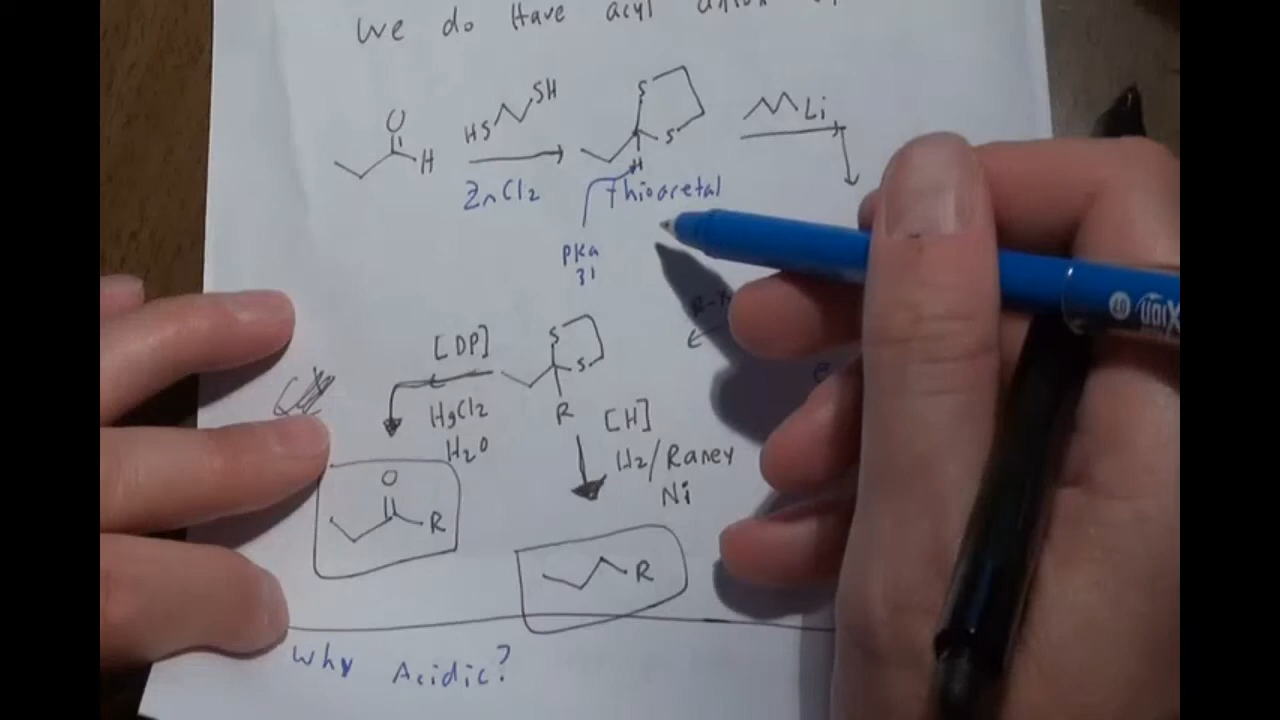 We do Have acyl anion
O
H
HS SH
ZnCl2
S
S
H
Thioacetal
Li
pKa
31
[DP]
HgCl2
H2O
S
S
R
[H]
H2/Raney
Ni
R-X
O
R
R
Why Acidic?